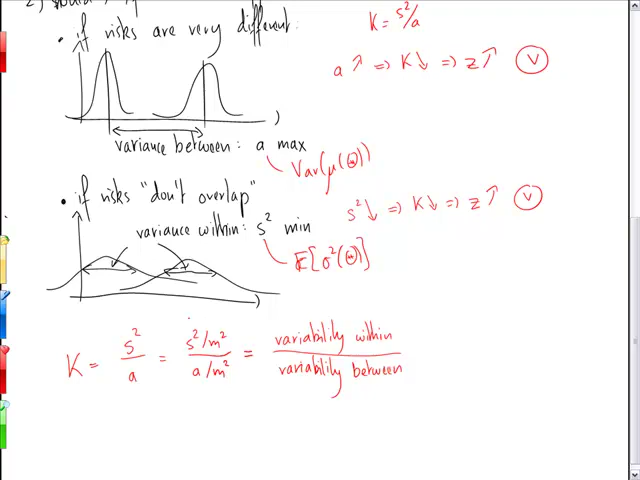 • if risks are very different:
K = s²/a
a ↑ ⇒ K↓ ⇒ z↑ (V)
variance between: a max
Var(μ(Θ))
• if risks "don't overlap"
s²↓ ⇒ K↓ ⇒ z↑ (V)
variance within: s² min
E[σ²(Θ)]
K = s²/a = (s²/m²)/(a/m²) = variability within / variability between